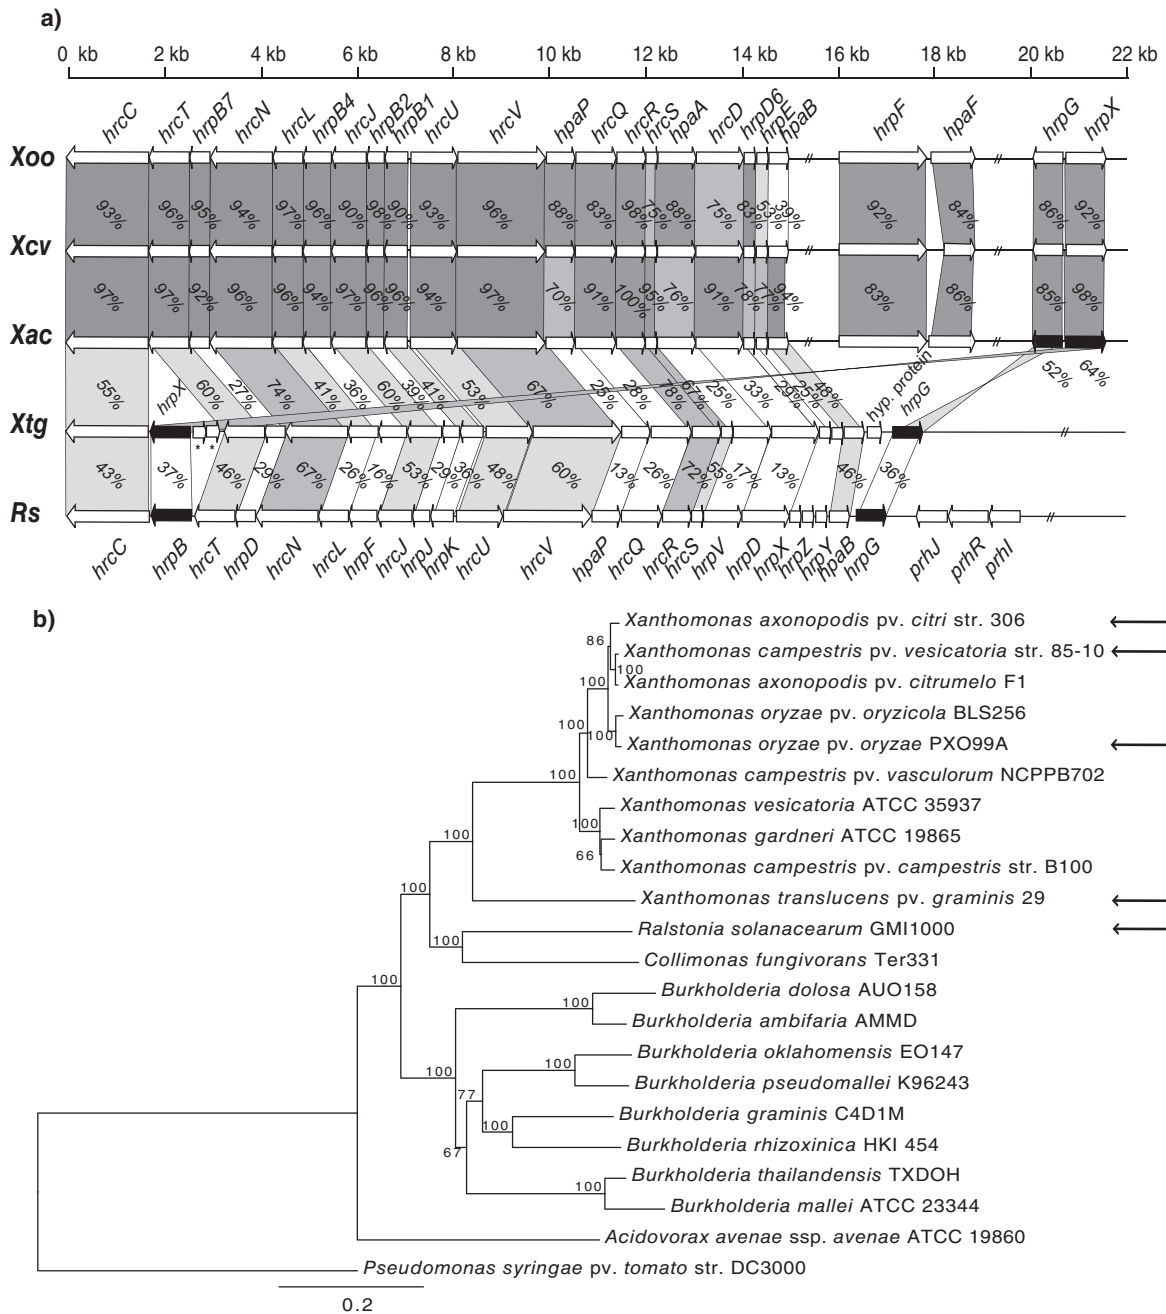 a)
0 kb 2 kb 4 kb 6 kb 8 kb 10 kb 12 kb 14 kb 16 kb 18 kb 20 kb 22 kb
hrcC hrcT hrpB7 hrcN hrcL hrpB4 hrcJ hrpB2 hrpB1 hrcU hrcV hpaP hrcQ hrcR hrcS hpaA hrcD hrpD6 hrpE hpaB hrpF hpaF hrpG hrpX
Xoo
93% 96% 95% 94% 97% 96% 90% 98% 90% 93% 96% 88% 83% 98% 75% 88% 75% 83% 53% 39% 92% 84% 86% 92%
Xcv
97% 97% 92% 96% 96% 94% 97% 96% 96% 94% 97% 70% 91% 100% 95% 76% 91% 78% 77% 94% 83% 86% 85% 98%
Xac
55% hrpX 60% 27% 74% 41% 36% 60% 39% 41% 53% 67% 25% 28% 78% 67% 25% 33% 25% 25% 48% hyp. protein hrpG 52% 64%
Xtg
* *
43% 37% 46% 29% 67% 26% 16% 53% 29% 36% 48% 60% 13% 26% 72% 55% 17% 13% 46% 36%
Rs
hrcC hrpB hrcT hrpD hrcN hrcL hrpF hrcJ hrpJ hrpK hrcU hrcV hpaP hrcQ hrcR hrcS hrpV hrpD hrpX hrpZ hrpY hpaB hrpG prhJ prhR prhI
b)
Xanthomonas axonopodis pv. citri str. 306
86
Xanthomonas campestris pv. vesicatoria str. 85-10
100
100
Xanthomonas axonopodis pv. citrumelo F1
Xanthomonas oryzae pv. oryzicola BLS256
100
100
Xanthomonas oryzae pv. oryzae PXO99A
100
Xanthomonas campestris pv. vasculorum NCPPB702
Xanthomonas vesicatoria ATCC 35937
100
100
Xanthomonas gardneri ATCC 19865
66
Xanthomonas campestris pv. campestris str. B100
100
Xanthomonas translucens pv. graminis 29
Ralstonia solanacearum GMI1000
100
Collimonas fungivorans Ter331
100
Burkholderia dolosa AUO158
100
Burkholderia ambifaria AMMD
Burkholderia oklahomensis EO147
100
100
Burkholderia pseudomallei K96243
77
Burkholderia graminis C4D1M
100
Burkholderia rhizoxinica HKI 454
67
Burkholderia thailandensis TXDOH
100
Burkholderia mallei ATCC 23344
Acidovorax avenae ssp. avenae ATCC 19860
Pseudomonas syringae pv. tomato str. DC3000
0.2